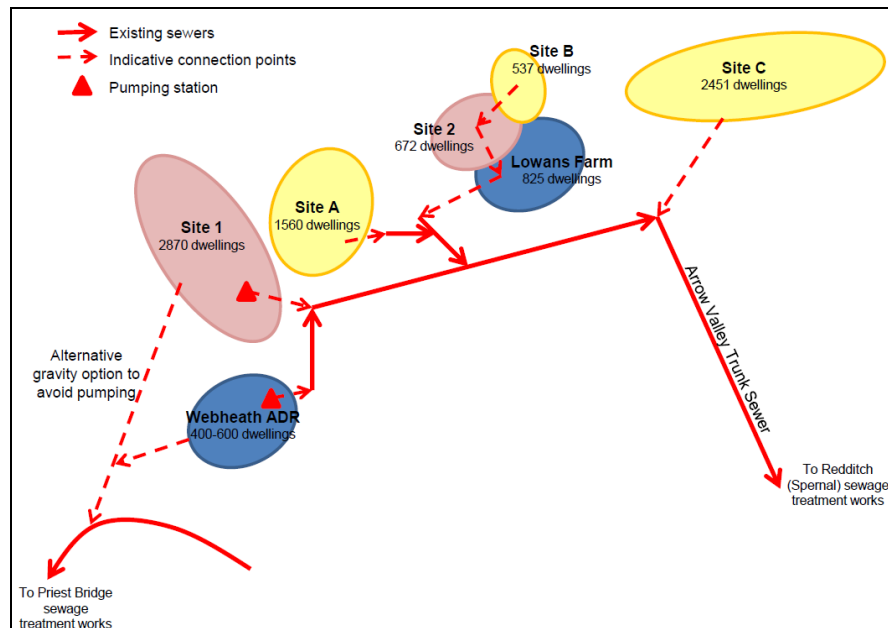 Existing sewers
Indicative connection points
Pumping station
Site B
537 dwellings
Site C
2451 dwellings
Site 2
672 dwellings
Lowans Farm
825 dwellings
Site A
1560 dwellings
Site 1
2870 dwellings
Alternative
gravity option to
avoid pumping
Webheath ADR
400-600 dwellings
Arrow Valley Trunk Sewer
To Redditch
(Spernal) sewage
treatment works
To Priest Bridge
sewage
treatment works